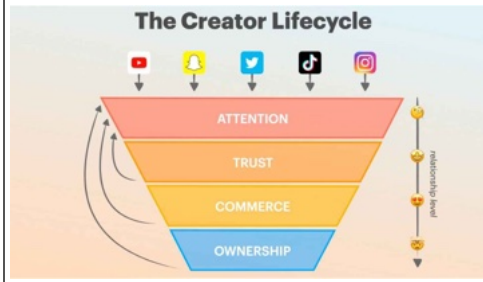 The Creator Lifecycle
ATTENTION
TRUST
COMMERCE
OWNERSHIP
relationship level